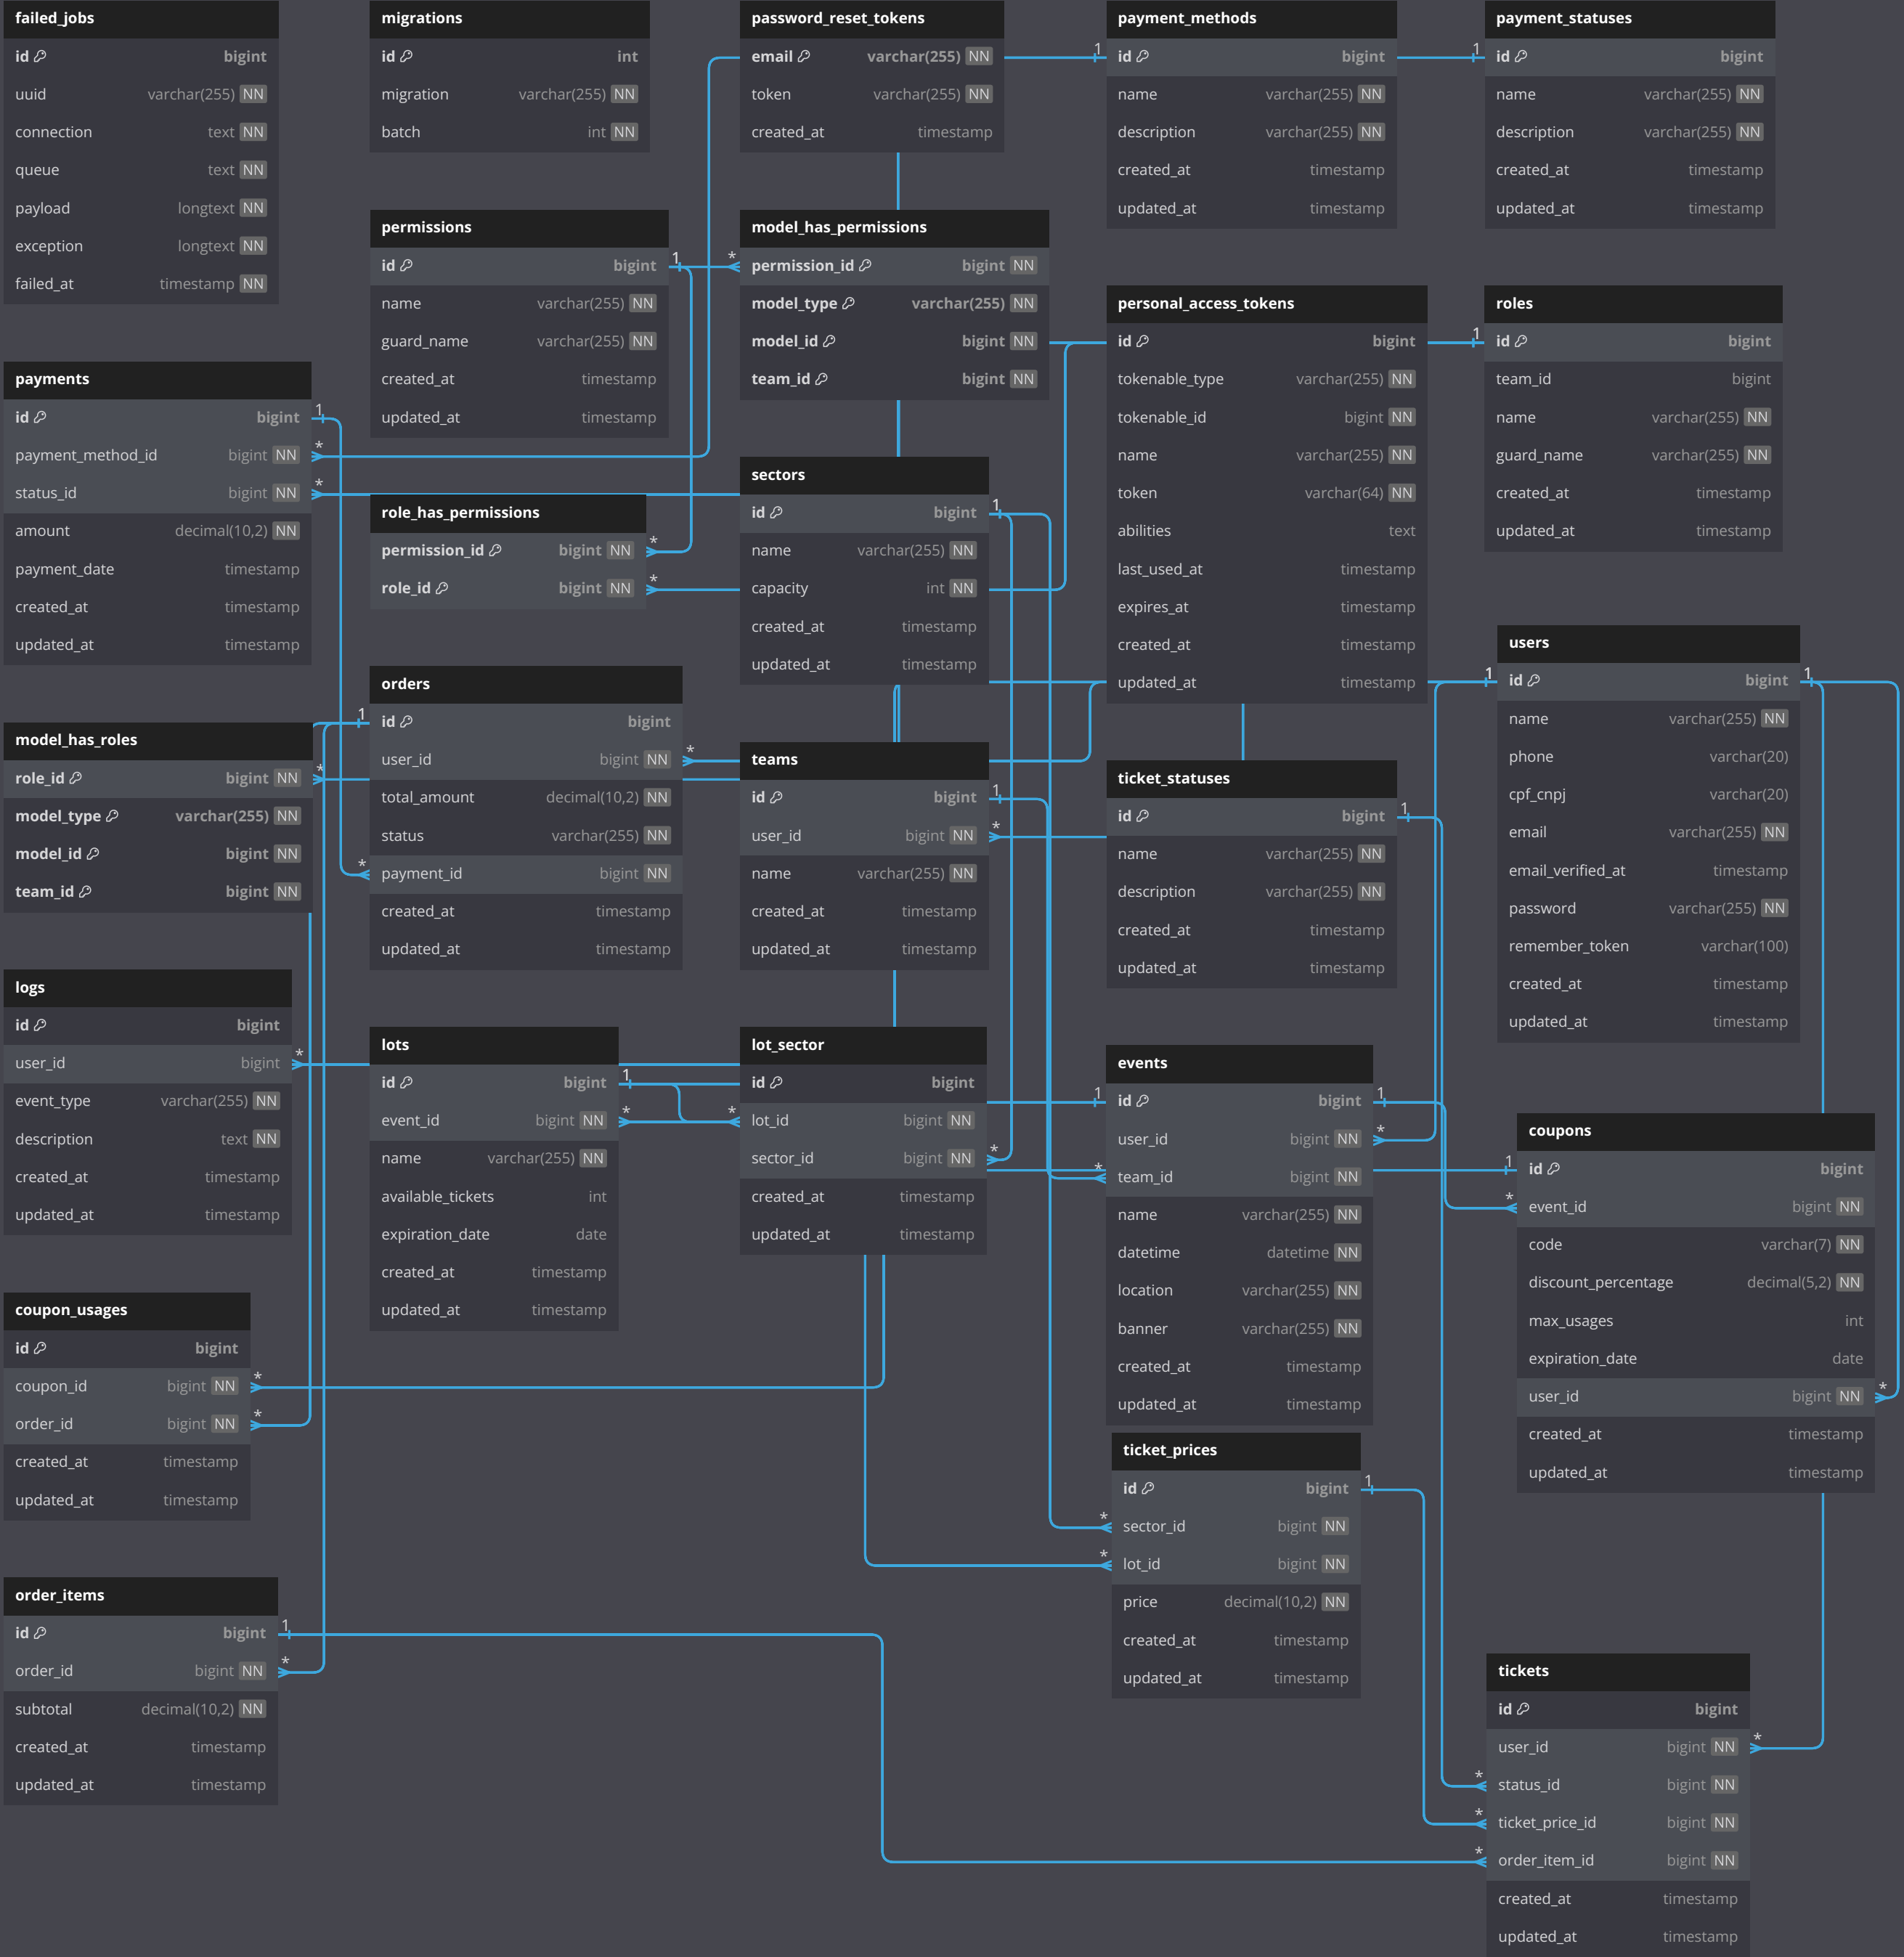 failed_jobs
id bigint
uuid varchar(255) NN
connection text NN
queue text NN
payload longtext NN
exception longtext NN
failed_at timestamp NN
migrations
id int
migration varchar(255) NN
batch int NN
password_reset_tokens
email varchar(255) NN
token varchar(255) NN
created_at timestamp
payment_methods
1 id bigint
name varchar(255) NN
description varchar(255) NN
created_at timestamp
updated_at timestamp
payment_statuses
1 id bigint
name varchar(255) NN
description varchar(255) NN
created_at timestamp
updated_at timestamp
permissions
id bigint 1
name varchar(255) NN
guard_name varchar(255) NN
created_at timestamp
updated_at timestamp
model_has_permissions
* permission_id bigint NN
model_type varchar(255) NN
model_id bigint NN
team_id bigint NN
personal_access_tokens
id bigint
tokenable_type varchar(255) NN
tokenable_id bigint NN
name varchar(255) NN
token varchar(64) NN
abilities text
last_used_at timestamp
expires_at timestamp
created_at timestamp
updated_at timestamp
roles
1 id bigint
team_id bigint
name varchar(255) NN
guard_name varchar(255) NN
created_at timestamp
updated_at timestamp
payments
id bigint 1
payment_method_id bigint NN *
status_id bigint NN *
amount decimal(10,2) NN
payment_date timestamp
created_at timestamp
updated_at timestamp
role_has_permissions
permission_id bigint NN *
role_id bigint NN *
sectors
id bigint 1
name varchar(255) NN
capacity int NN
created_at timestamp
updated_at timestamp
users
1 id bigint 1
name varchar(255) NN
phone varchar(20)
cpf_cnpj varchar(20)
email varchar(255) NN
email_verified_at timestamp
password varchar(255) NN
remember_token varchar(100)
created_at timestamp
updated_at timestamp
model_has_roles
role_id bigint NN *
model_type varchar(255) NN
model_id bigint NN
team_id bigint NN
orders
1 id bigint
user_id bigint NN *
total_amount decimal(10,2) NN
status varchar(255) NN
* payment_id bigint NN
created_at timestamp
updated_at timestamp
teams
id bigint 1
user_id bigint NN *
name varchar(255) NN
created_at timestamp
updated_at timestamp
ticket_statuses
id bigint 1
name varchar(255) NN
description varchar(255) NN
created_at timestamp
updated_at timestamp
logs
id bigint
user_id bigint *
event_type varchar(255) NN
description text NN
created_at timestamp
updated_at timestamp
lots
id bigint 1
event_id bigint NN *
name varchar(255) NN
available_tickets int
expiration_date date
created_at timestamp
updated_at timestamp
lot_sector
id bigint
* lot_id bigint NN
sector_id bigint NN *
created_at timestamp
updated_at timestamp
events
1 id bigint 1
user_id bigint NN *
* team_id bigint NN
name varchar(255) NN
datetime datetime NN
location varchar(255) NN
banner varchar(255) NN
created_at timestamp
updated_at timestamp
coupons
1 id bigint
* event_id bigint NN
code varchar(7) NN
discount_percentage decimal(5,2) NN
max_usages int
expiration_date date
user_id bigint NN *
created_at timestamp
updated_at timestamp
coupon_usages
id bigint
coupon_id bigint NN *
order_id bigint NN *
created_at timestamp
updated_at timestamp
ticket_prices
id bigint 1
* sector_id bigint NN
* lot_id bigint NN
price decimal(10,2) NN
created_at timestamp
updated_at timestamp
order_items
id bigint 1
order_id bigint NN *
subtotal decimal(10,2) NN
created_at timestamp
updated_at timestamp
tickets
id bigint
user_id bigint NN *
* status_id bigint NN
* ticket_price_id bigint NN
* order_item_id bigint NN
created_at timestamp
updated_at timestamp